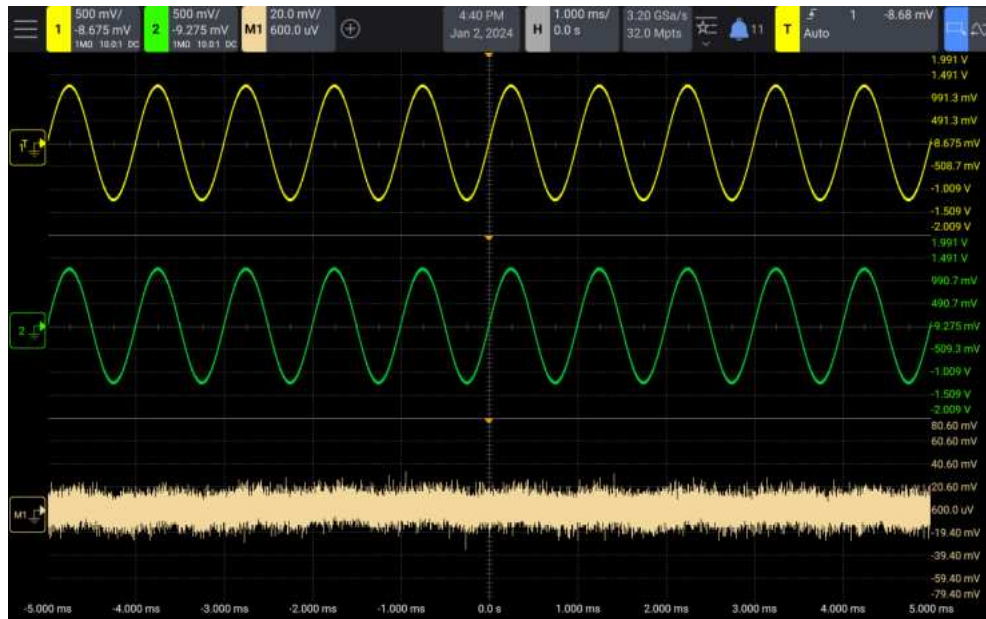 1 500 mV/ -8.675 mV 1MΩ 10.0:1 DC
2 500 mV/ -9.275 mV 1MΩ 10.0:1 DC
M1 20.0 mV/ 600.0 uV
4:40 PM
Jan 2, 2024
H 1.000 ms/ 0.0 s
3.20 GSa/s
32.0 Mpts
11
T 1 -8.68 mV
Auto
1.991 V
1.491 V
991.3 mV
491.3 mV
-8.675 mV
-508.7 mV
-1.009 V
-1.509 V
-2.009 V
1.991 V
1.491 V
990.7 mV
490.7 mV
-9.275 mV
-509.3 mV
-1.009 V
-1.509 V
-2.009 V
2
80.60 mV
60.60 mV
40.60 mV
20.60 mV
600.0 uV
-19.40 mV
-39.40 mV
-59.40 mV
-79.40 mV
M1
-5.000 ms -4.000 ms -3.000 ms -2.000 ms -1.000 ms 0.0 s 1.000 ms 2.000 ms 3.000 ms 4.000 ms 5.000 ms